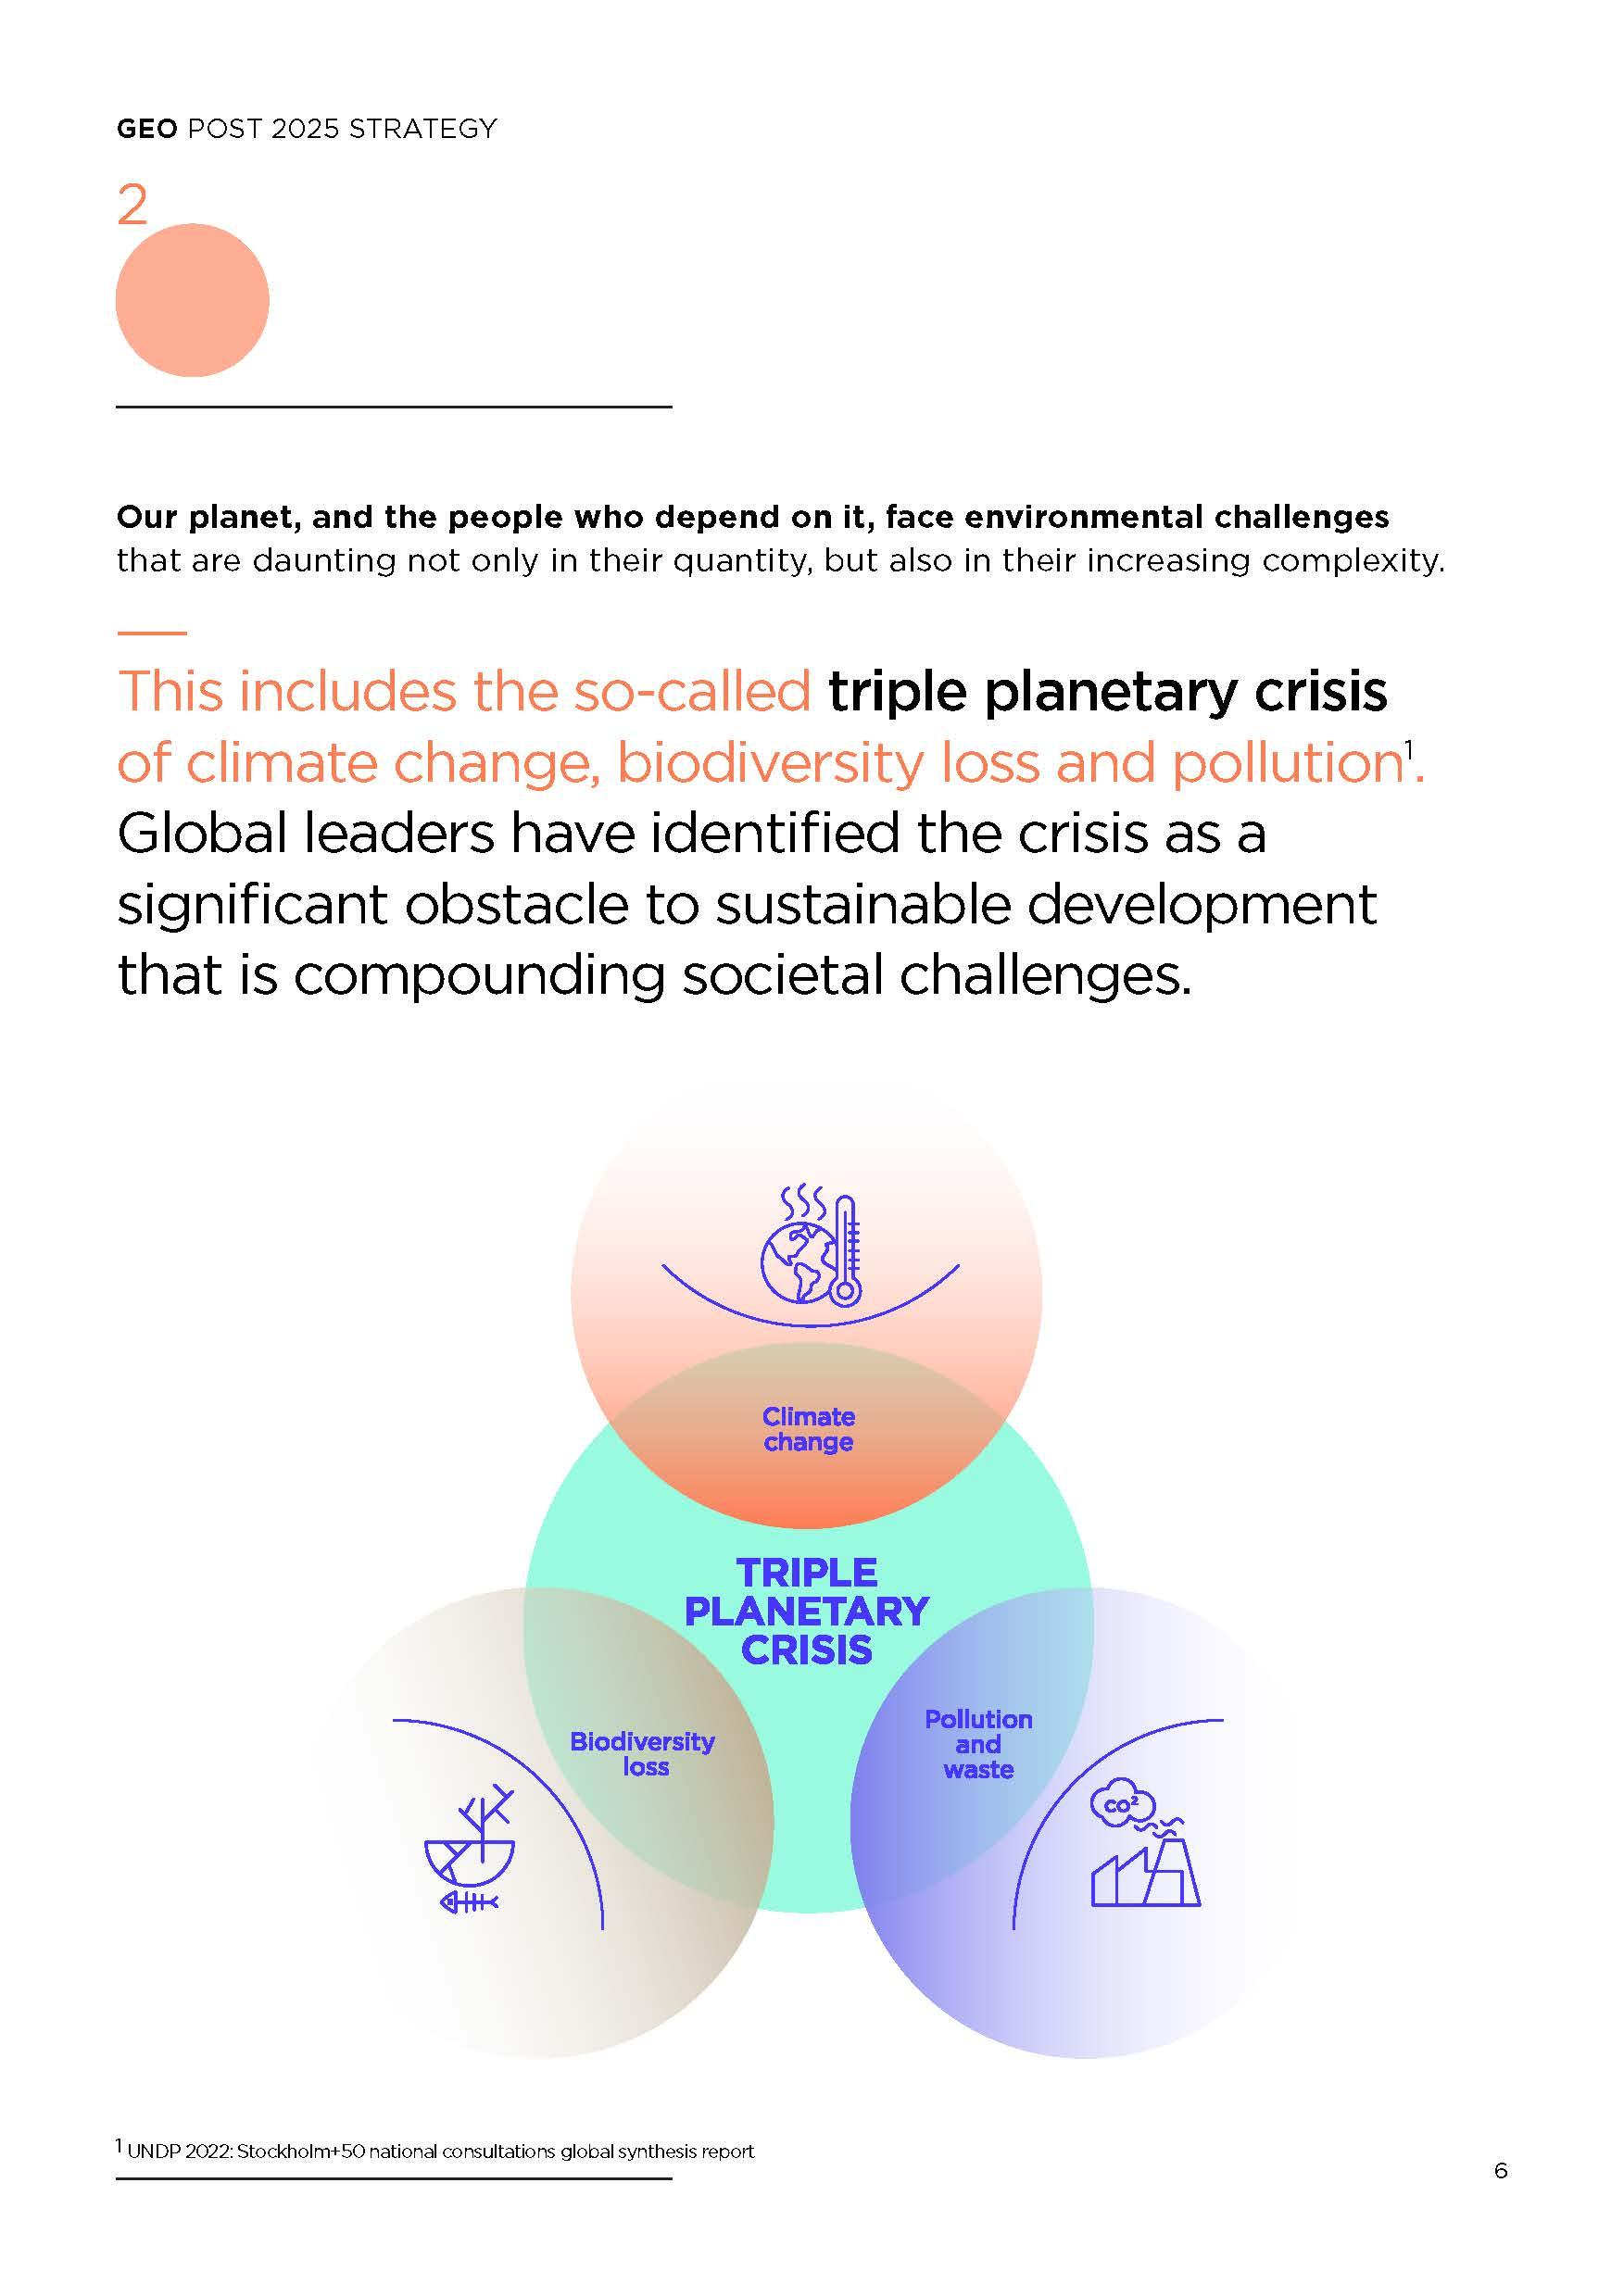 GEO POST 2025 STRATEGY
2
Our planet, and the people who depend on it, face environmental challenges
that are daunting not only in their quantity, but also in their increasing complexity.
This includes the so-called triple planetary crisis
of climate change, biodiversity loss and pollution¹.
Global leaders have identified the crisis as a
significant obstacle to sustainable development
that is compounding societal challenges.
Climate
change
TRIPLE
PLANETARY
CRISIS
Biodiversity
loss
Pollution
and
waste
CO²
¹ UNDP 2022: Stockholm+50 national consultations global synthesis report
6